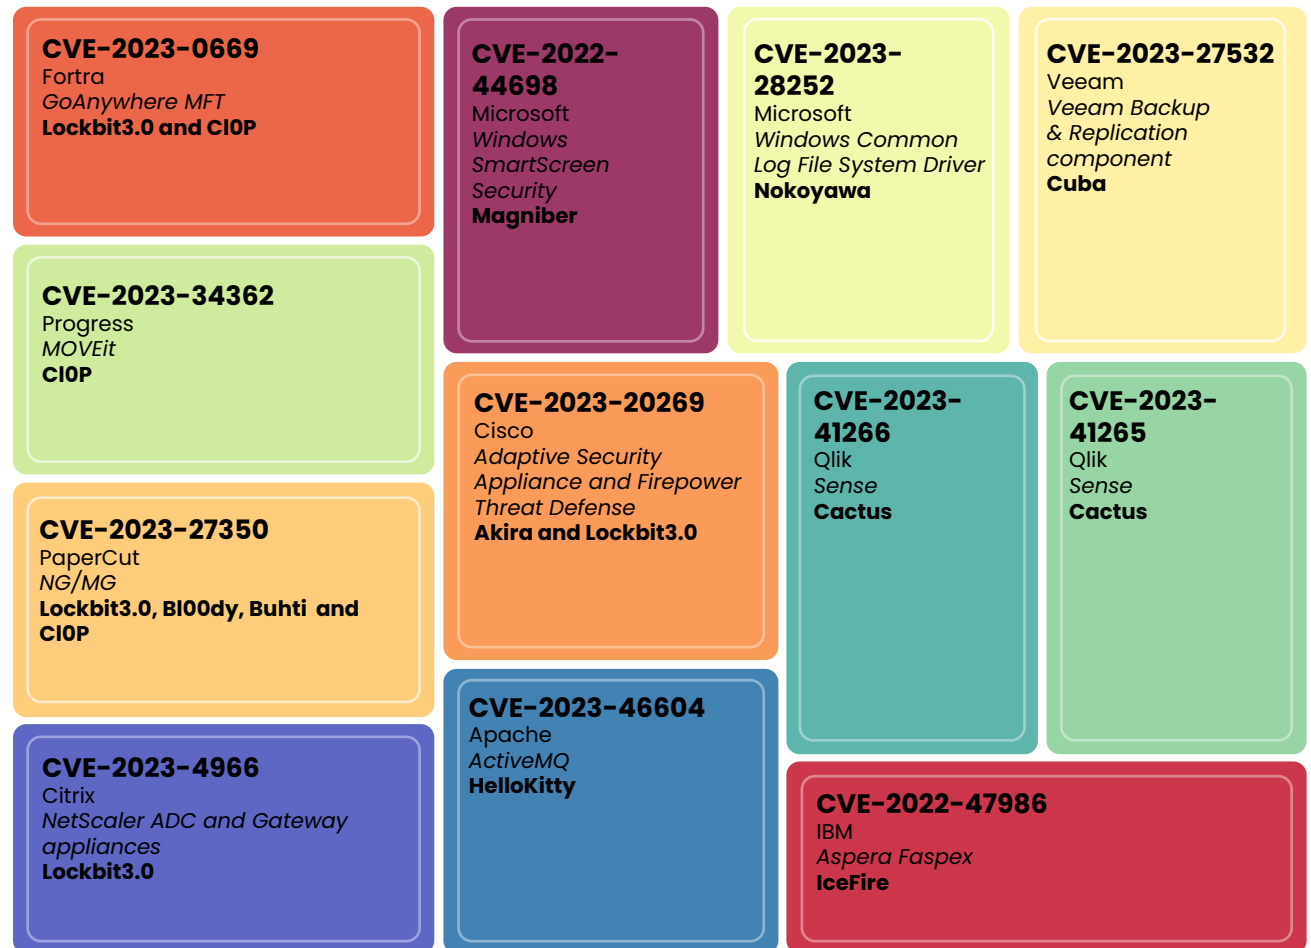 CVE-2023-0669
Fortra
GoAnywhere MFT
Lockbit3.0 and Cl0P
CVE-2023-34362
Progress
MOVEit
Cl0P
CVE-2023-27350
PaperCut
NG/MG
Lockbit3.0, Bl00dy, Buhti and
Cl0P
CVE-2023-4966
Citrix
NetScaler ADC and Gateway
appliances
Lockbit3.0
CVE-2022-
44698
Microsoft
Windows
SmartScreen
Security
Magniber
CVE-2023-
28252
Microsoft
Windows Common
Log File System Driver
Nokoyawa
CVE-2023-27532
Veeam
Veeam Backup
& Replication
component
Cuba
CVE-2023-20269
Cisco
Adaptive Security
Appliance and Firepower
Threat Defense
Akira and Lockbit3.0
CVE-2023-
41266
Qlik
Sense
Cactus
CVE-2023-
41265
Qlik
Sense
Cactus
CVE-2023-46604
Apache
ActiveMQ
HelloKitty
CVE-2022-47986
IBM
Aspera Faspex
IceFire